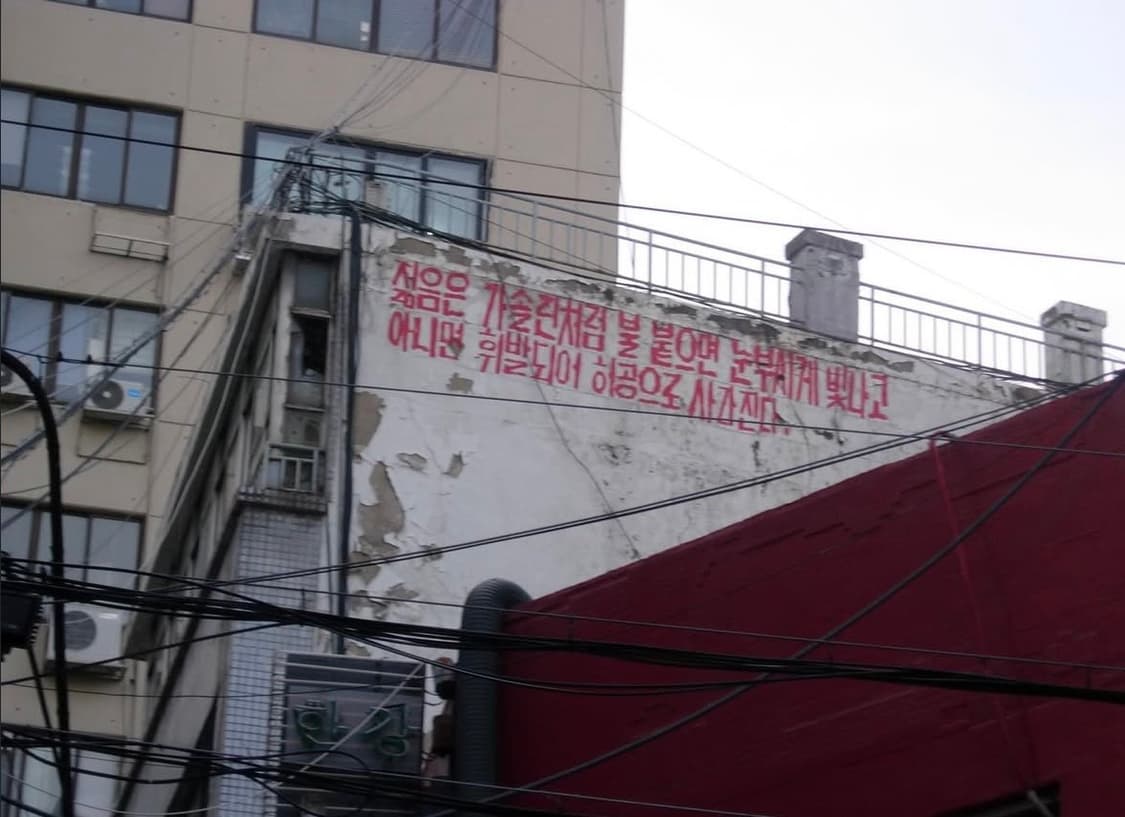 젊음은 가솔린처럼 불 붙으면 눈부시게 빛나고
아니면 휘발되어 허공으로 사라진다.